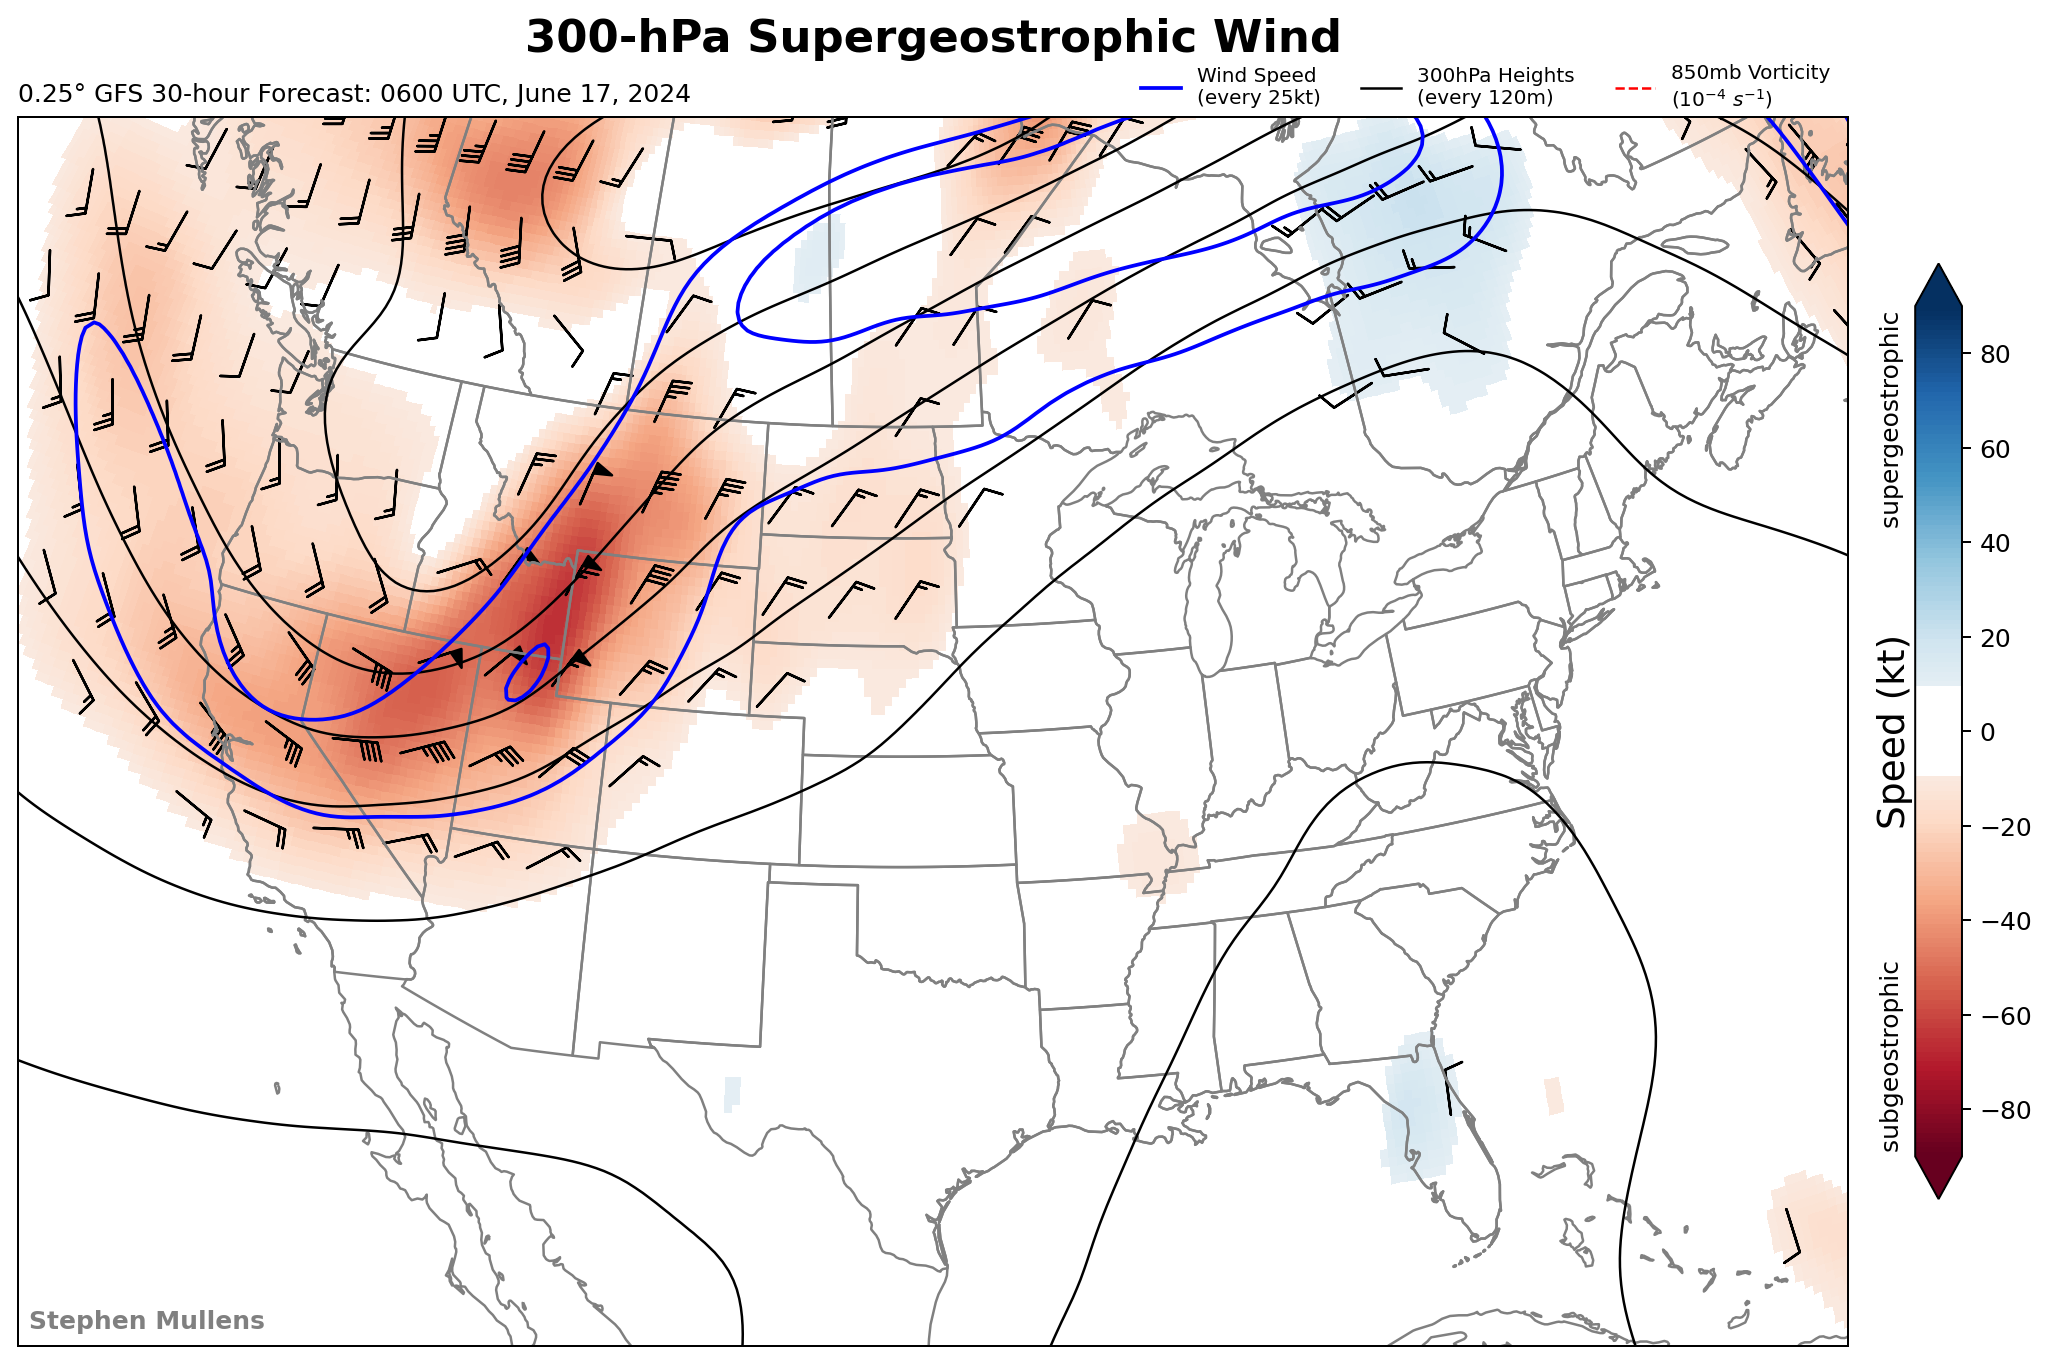 300-hPa Supergeostrophic Wind
0.25° GFS 30-hour Forecast: 0600 UTC, June 17, 2024
Wind Speed
(every 25kt)
300hPa Heights
(every 120m)
850mb Vorticity
(10⁻⁴ s⁻¹)
supergeostrophic
Speed (kt)
subgeostrophic
80
60
40
20
0
−20
−40
−60
−80
Stephen Mullens